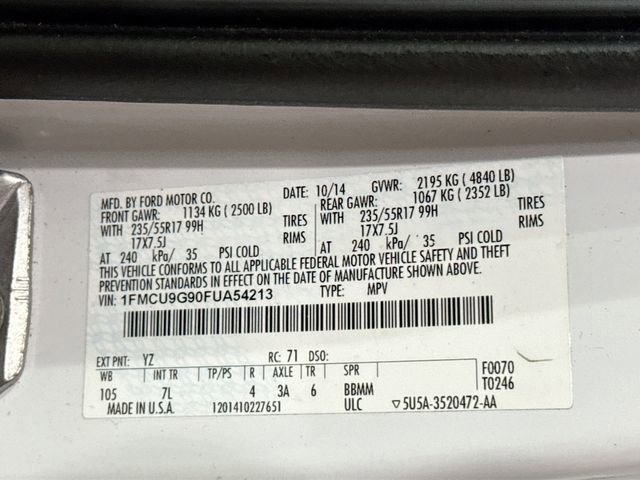 MFD. BY FORD MOTOR CO. DATE: 10/14 GVWR: 2195 KG ( 4840 LB)
FRONT GAWR: 1134 KG ( 2500 LB) REAR GAWR: 1067 KG ( 2352 LB)
WITH 235/55R17 99H TIRES WITH 235/55R17 99H TIRES
17X7.5J RIMS 17X7.5J RIMS
AT 240 kPa/ 35 PSI COLD AT 240 kPa/ 35 PSI COLD
THIS VEHICLE CONFORMS TO ALL APPLICABLE FEDERAL MOTOR VEHICLE SAFETY AND THEFT
PREVENTION STANDARDS IN EFFECT ON THE DATE OF MANUFACTURE SHOWN ABOVE.
VIN: 1FMCU9G90FUA54213 TYPE: MPV
EXT PNT: YZ RC: 71 DSO:
WB INT TR TP/PS R AXLE TR SPR F0070
105 7L 4 3A 6 BBMM T0246
MADE IN U.S.A. 1201410227651 ULC ▽5U5A-3520472-AA